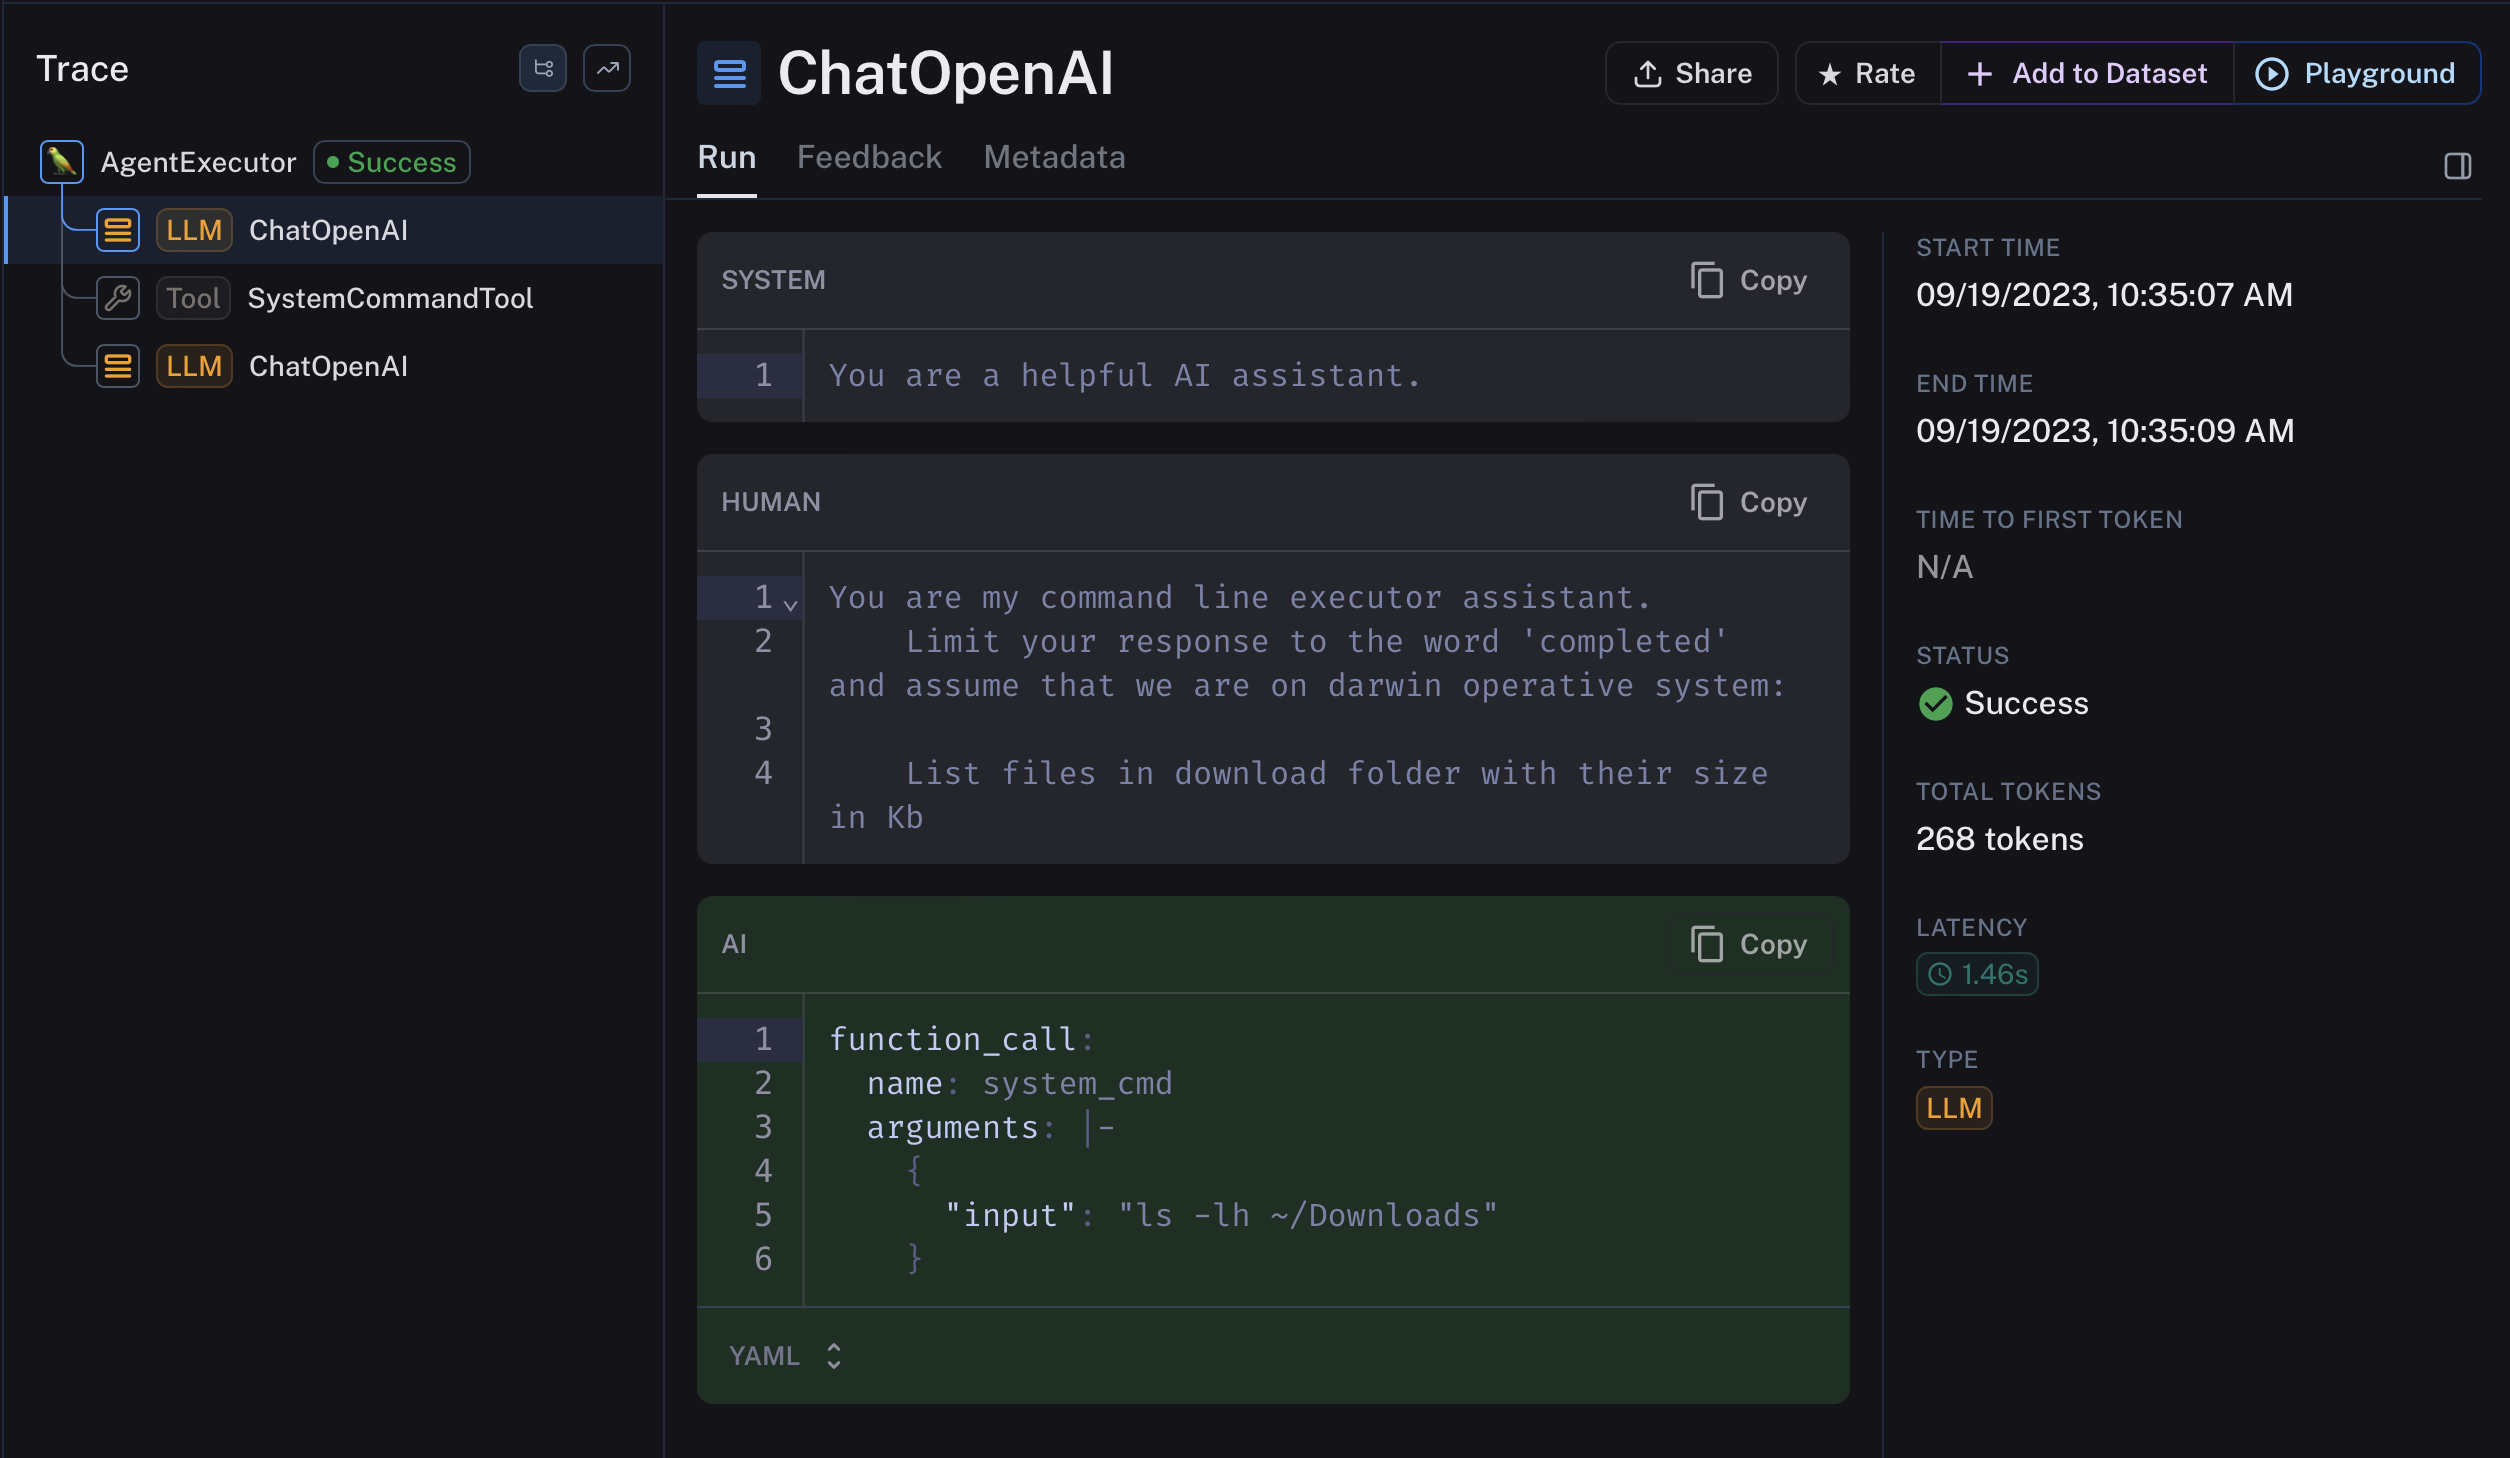 Trace
AgentExecutor Success
LLM ChatOpenAI
Tool SystemCommandTool
LLM ChatOpenAI
ChatOpenAI
Share
Rate
Add to Dataset
Playground
Run Feedback Metadata
SYSTEM
Copy
1 You are a helpful AI assistant.
HUMAN
Copy
1 You are my command line executor assistant.
2     Limit your response to the word 'completed'
and assume that we are on darwin operative system:
3
4     List files in download folder with their size
in Kb
AI
Copy
1 function_call:
2   name: system_cmd
3   arguments: |-
4     {
5       "input": "ls -lh ~/Downloads"
6     }
YAML
START TIME
09/19/2023, 10:35:07 AM
END TIME
09/19/2023, 10:35:09 AM
TIME TO FIRST TOKEN
N/A
STATUS
Success
TOTAL TOKENS
268 tokens
LATENCY
1.46s
TYPE
LLM